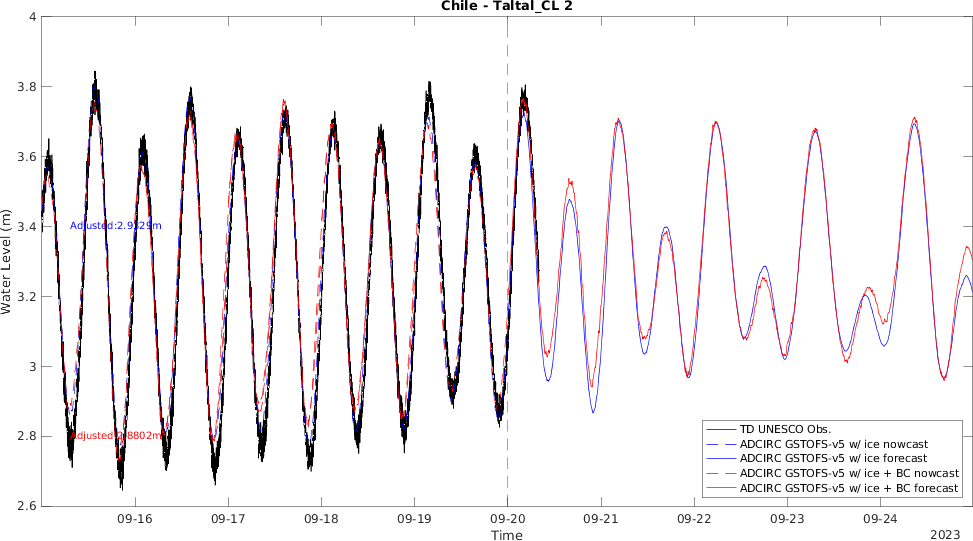 Chile - Taltal_CL 2
4
3.8
3.6
3.4
3.2
3
2.8
2.6
Water Level (m)
Adjusted:2.9329m
Adjusted:2.8802m
TD UNESCO Obs.
ADCIRC GSTOFS-v5 w/ ice nowcast
ADCIRC GSTOFS-v5 w/ ice forecast
ADCIRC GSTOFS-v5 w/ ice + BC nowcast
ADCIRC GSTOFS-v5 w/ ice + BC forecast
09-16 09-17 09-18 09-19 09-20 09-21 09-22 09-23 09-24
Time
2023